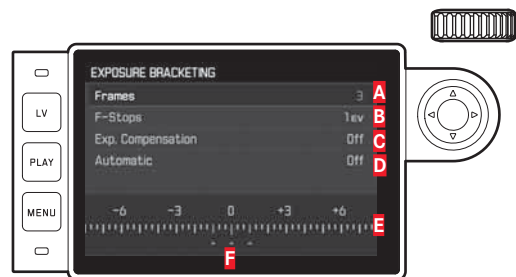 EXPOSURE BRACKETING
Frames 3 A
F-Stops 1EV B
Exp. Compensation Off C
Automatic Off D
LV
PLAY
MENU
-6 -3 0 +3 +6
E
F